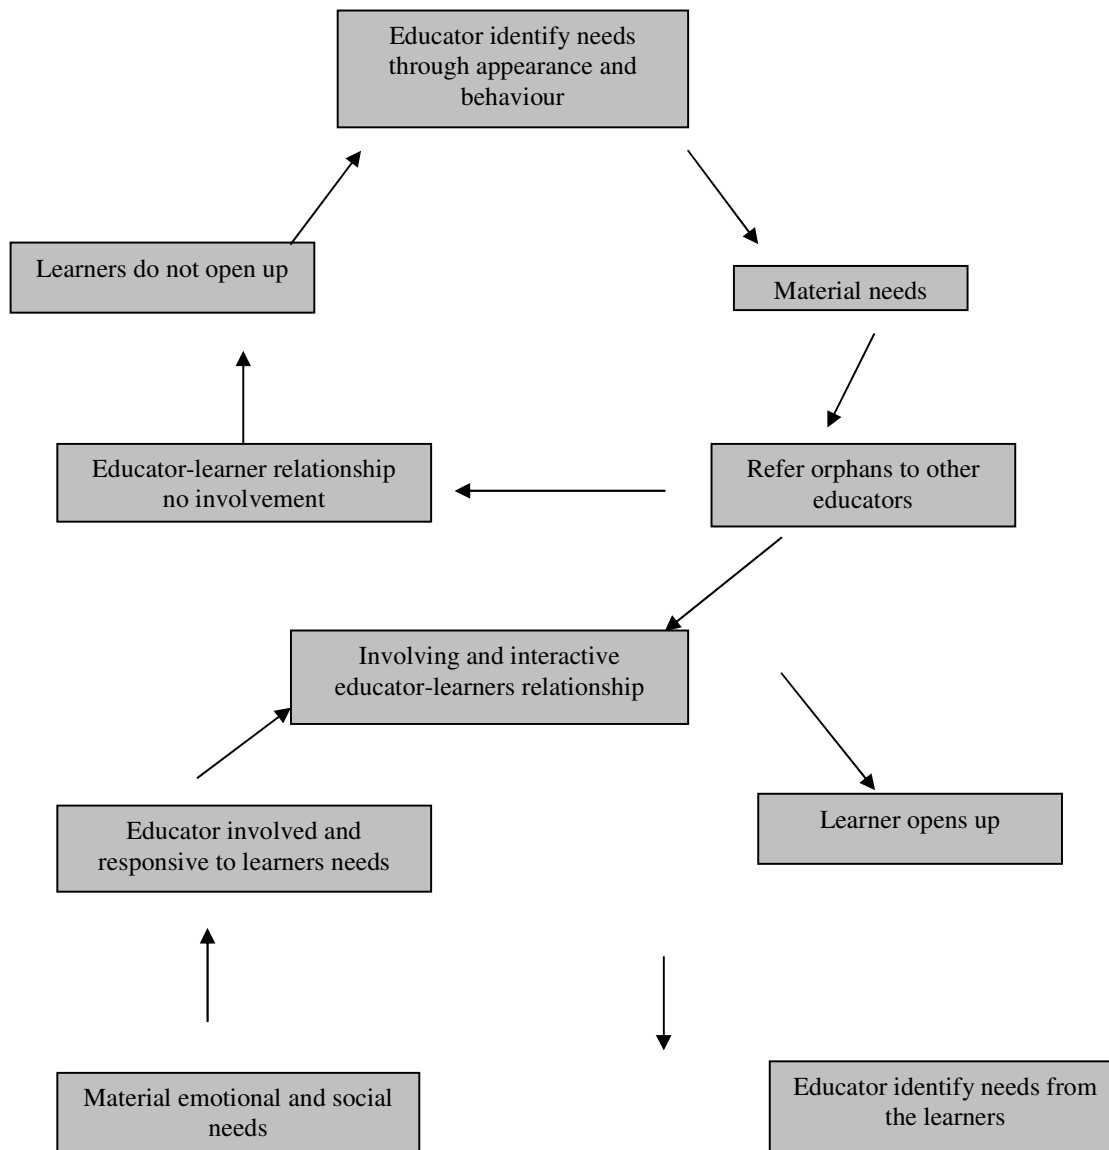 Educator identify needs
through appearance and
behaviour
Learners do not open up
Material needs
Educator-learner relationship
no involvement
Refer orphans to other
educators
Involving and interactive
educator-learners relationship
Educator involved and
responsive to learners needs
Learner opens up
Material emotional and social
needs
Educator identify needs from
the learners